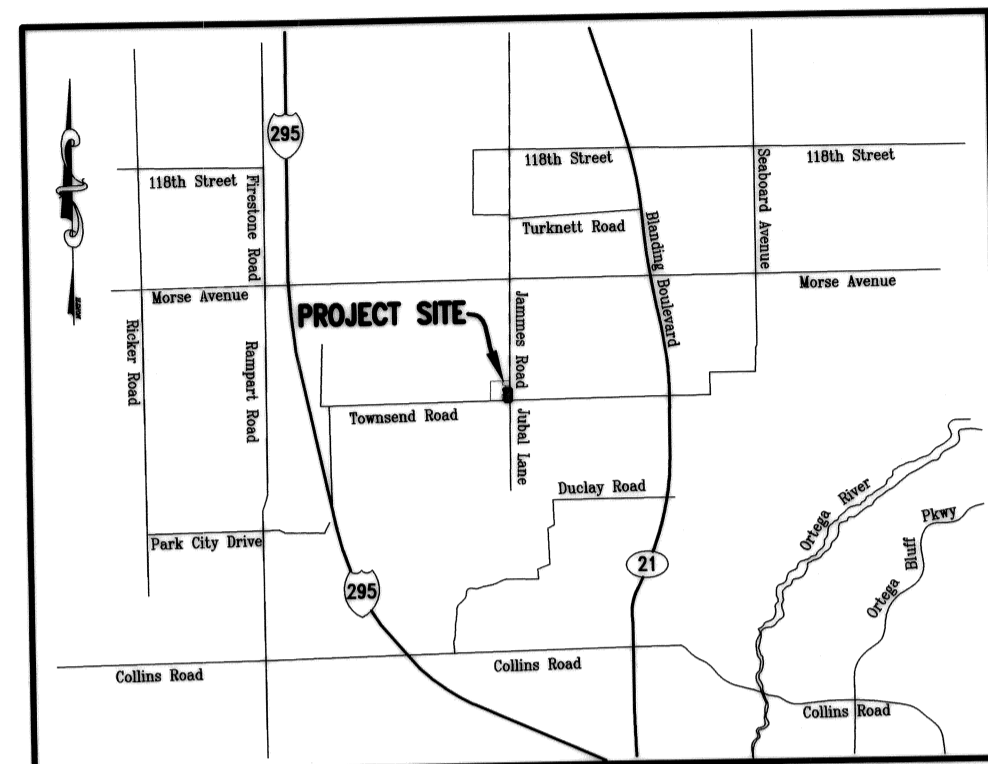 295
118th Street
118th Street
118th Street
Firestone Road
Seaboard Avenue
Turknett Road
Blanding Boulevard
Morse Avenue
Morse Avenue
PROJECT SITE
Jammes Road
Ricker Road
Rampart Road
Townsend Road
Jubal Lane
Duclay Road
Ortega River
Ortega Bluff Pkwy
Park City Drive
21
295
Collins Road
Collins Road
Collins Road